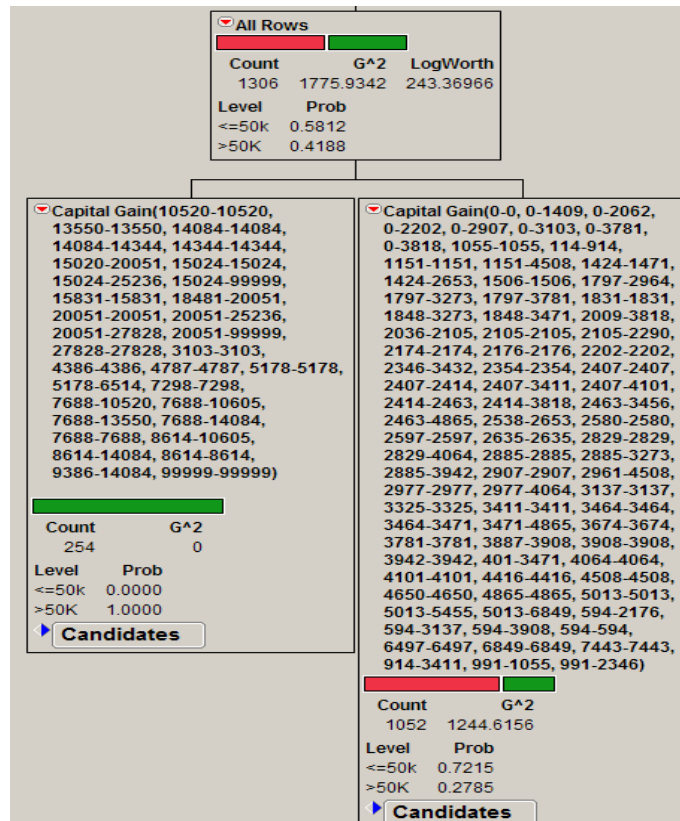 All Rows
Count G^2 LogWorth
1306 1775.9342 243.36966
Level Prob
<=50k 0.5812
>50K 0.4188
Capital Gain(10520-10520,
13550-13550, 14084-14084,
14084-14344, 14344-14344,
15020-20051, 15024-15024,
15024-25236, 15024-99999,
15831-15831, 18481-20051,
20051-20051, 20051-25236,
20051-27828, 20051-99999,
27828-27828, 3103-3103,
4386-4386, 4787-4787, 5178-5178,
5178-6514, 7298-7298,
7688-10520, 7688-10605,
7688-13550, 7688-14084,
7688-7688, 8614-10605,
8614-14084, 8614-8614,
9386-14084, 99999-99999)
Count G^2
254 0
Level Prob
<=50k 0.0000
>50K 1.0000
Candidates
Capital Gain(0-0, 0-1409, 0-2062,
0-2202, 0-2907, 0-3103, 0-3781,
0-3818, 1055-1055, 114-914,
1151-1151, 1151-4508, 1424-1471,
1424-2653, 1506-1506, 1797-2964,
1797-3273, 1797-3781, 1831-1831,
1848-3273, 1848-3471, 2009-3818,
2036-2105, 2105-2105, 2105-2290,
2174-2174, 2176-2176, 2202-2202,
2346-3432, 2354-2354, 2407-2407,
2407-2414, 2407-3411, 2407-4101,
2414-2463, 2414-3818, 2463-3456,
2463-4865, 2538-2653, 2580-2580,
2597-2597, 2635-2635, 2829-2829,
2829-4064, 2885-2885, 2885-3273,
2885-3942, 2907-2907, 2961-4508,
2977-2977, 2977-4064, 3137-3137,
3325-3325, 3411-3411, 3464-3464,
3464-3471, 3471-4865, 3674-3674,
3781-3781, 3887-3908, 3908-3908,
3942-3942, 401-3471, 4064-4064,
4101-4101, 4416-4416, 4508-4508,
4650-4650, 4865-4865, 5013-5013,
5013-5455, 5013-6849, 594-2176,
594-3137, 594-3908, 594-594,
6497-6497, 6849-6849, 7443-7443,
914-3411, 991-1055, 991-2346)
Count G^2
1052 1244.6156
Level Prob
<=50k 0.7215
>50K 0.2785
Candidates